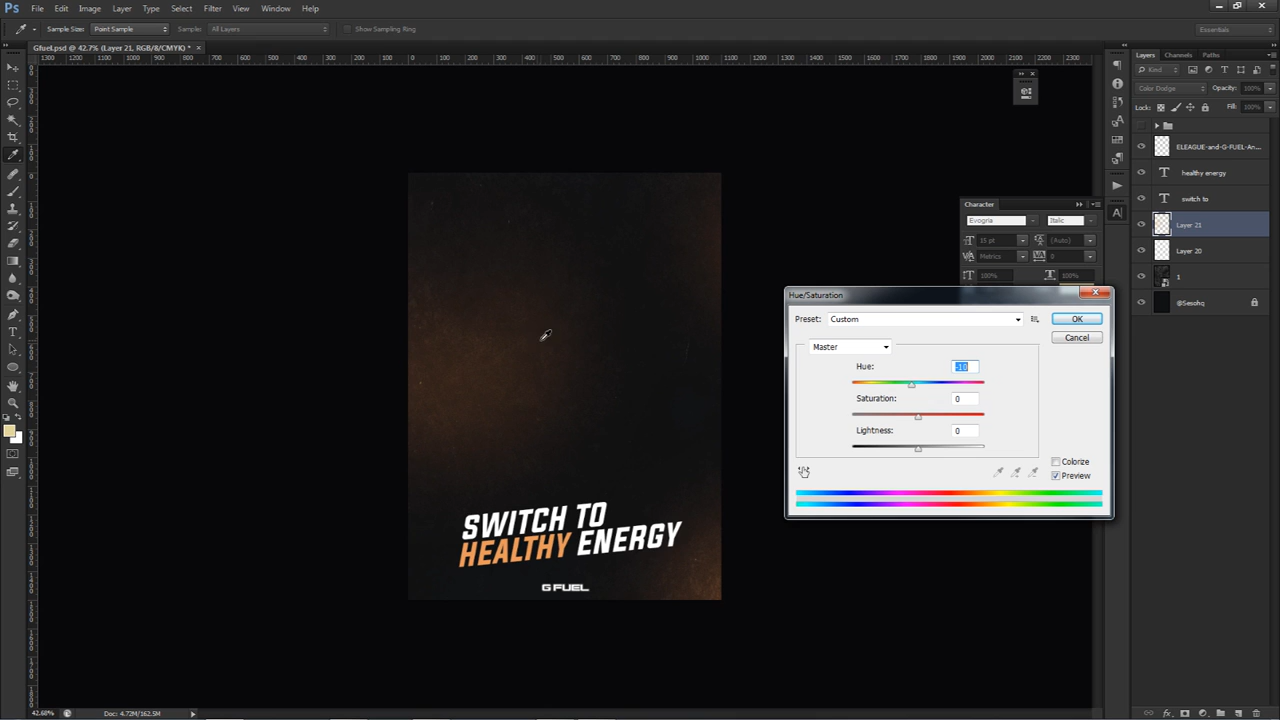 Ps File Edit Image Layer Type Select Filter View Window Help
Sample Size: Point Sample Sample: All Layers Show Sampling Ring Essentials
Gfuel.psd @ 42.7% (Layer 21, RGB/8/CMYK) *
Layers Channels Paths
Kind
Color Dodge Opacity: 100%
Lock: Fill: 100%
ELEAGUE-and-G-FUEL-An...
healthy energy
switch to
Layer 21
Layer 20
1
@Sesohq
Character
Evogria Italic
15 pt (Auto)
Metrics 0
100% 100%
Hue/Saturation
Preset: Custom OK
Cancel
Master
Hue: -10
Saturation: 0
Lightness: 0
Colorize
Preview
SWITCH TO
HEALTHY ENERGY
G FUEL
42.68% Doc: 4.72M/162.5M